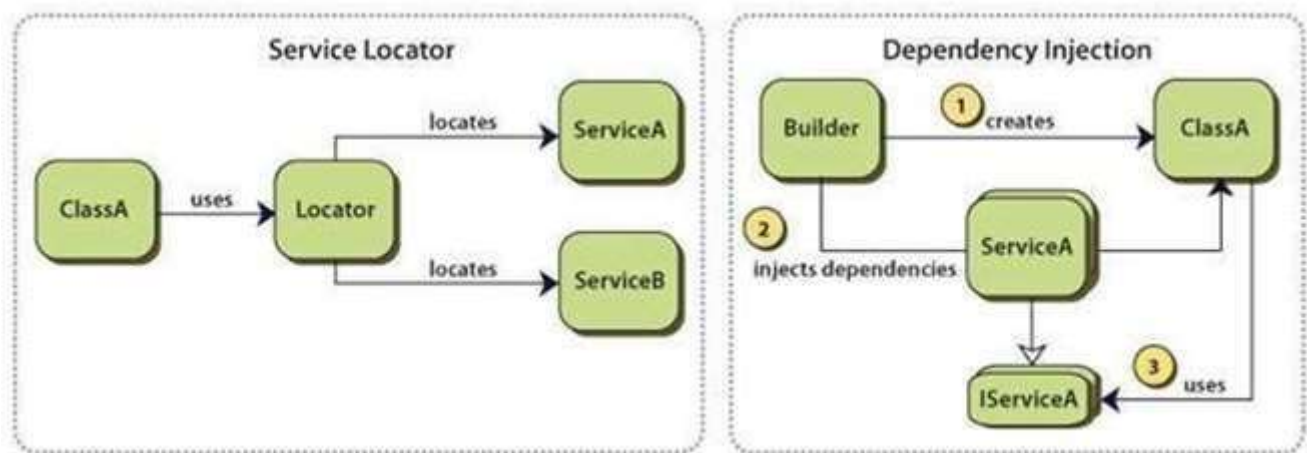 Service Locator
locates
ServiceA
ClassA
uses
Locator
locates
ServiceB
Dependency Injection
Builder
1
creates
ClassA
2
injects dependencies
ServiceA
3
uses
IServiceA